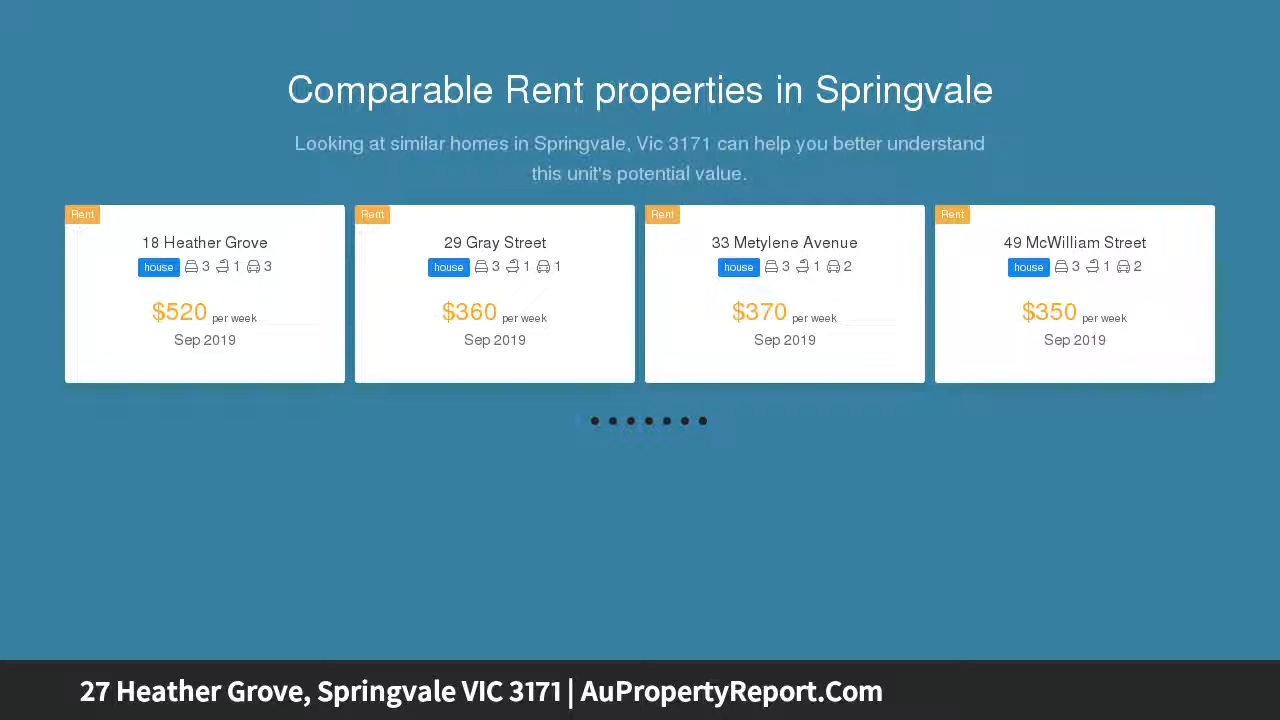 Comparable Rent properties in Springvale
Looking at similar homes in Springvale, Vic 3171 can help you better understand
this unit's potential value.
Rent
18 Heather Grove
house 3 1 3
$520 per week
Sep 2019
Rent
29 Gray Street
house 3 1 1
$360 per week
Sep 2019
Rent
33 Metylene Avenue
house 3 1 2
$370 per week
Sep 2019
Rent
49 McWilliam Street
house 3 1 2
$350 per week
Sep 2019
27 Heather Grove, Springvale VIC 3171 | AuPropertyReport.Com